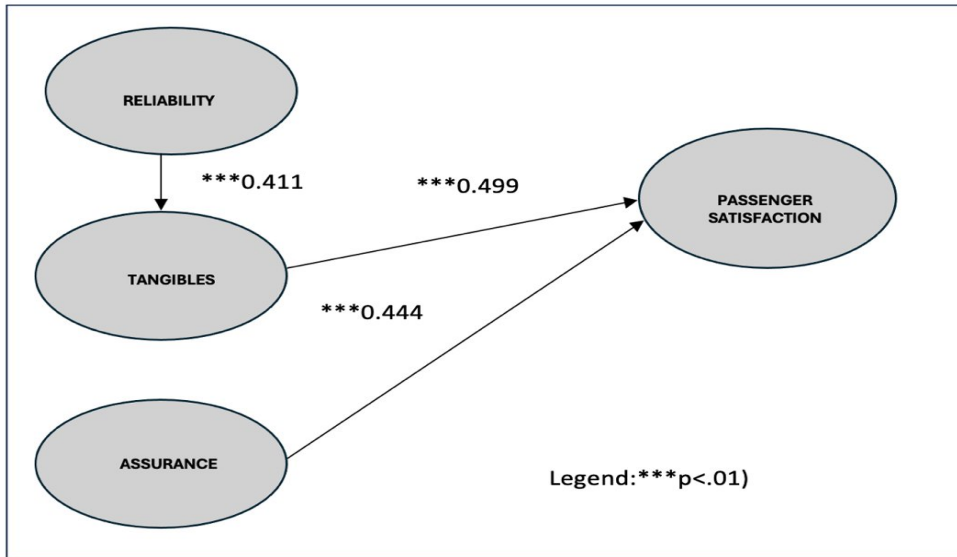 RELIABILITY
***0.411
***0.499
PASSENGER
SATISFACTION
TANGIBLES
***0.444
ASSURANCE
Legend:***p<.01)